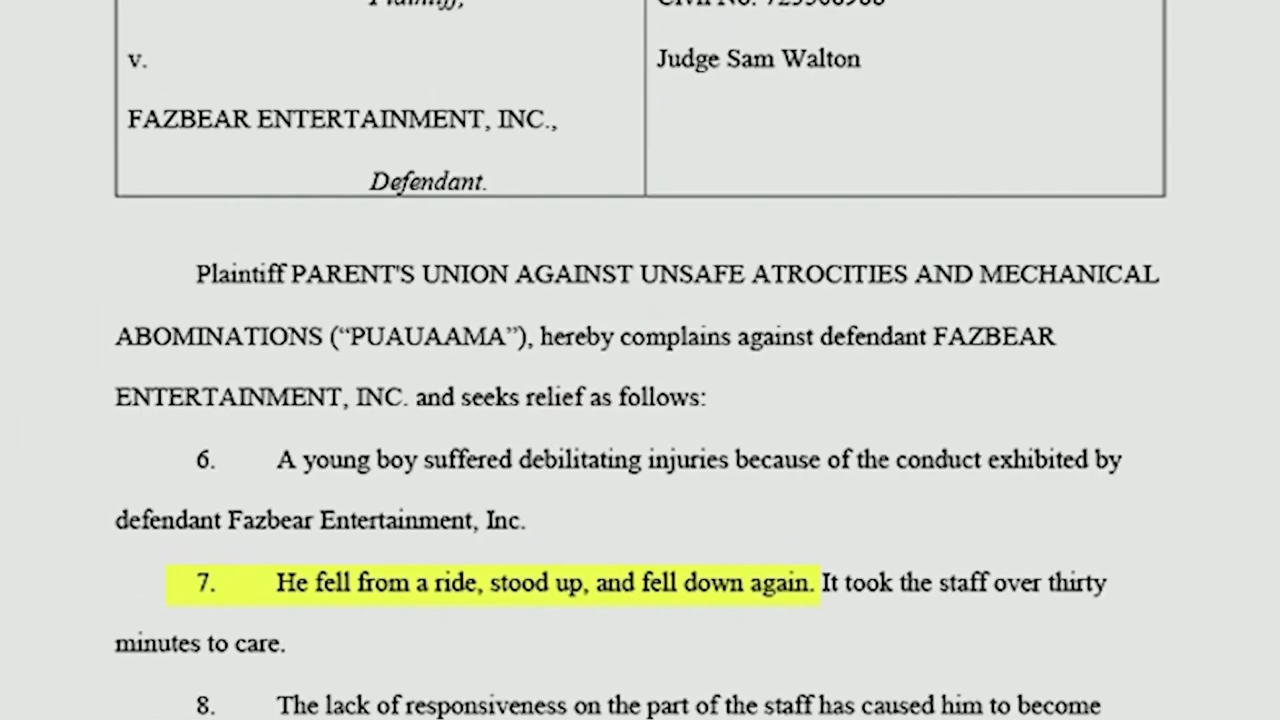 Plaintiff,
Civil No. 723506988
v.
Judge Sam Walton
FAZBEAR ENTERTAINMENT, INC.,
Defendant.
Plaintiff PARENT'S UNION AGAINST UNSAFE ATROCITIES AND MECHANICAL
ABOMINATIONS (“PUAUAAMA”), hereby complains against defendant FAZBEAR
ENTERTAINMENT, INC. and seeks relief as follows:
6. A young boy suffered debilitating injuries because of the conduct exhibited by
defendant Fazbear Entertainment, Inc.
7. He fell from a ride, stood up, and fell down again. It took the staff over thirty
minutes to care.
8. The lack of responsiveness on the part of the staff has caused him to become